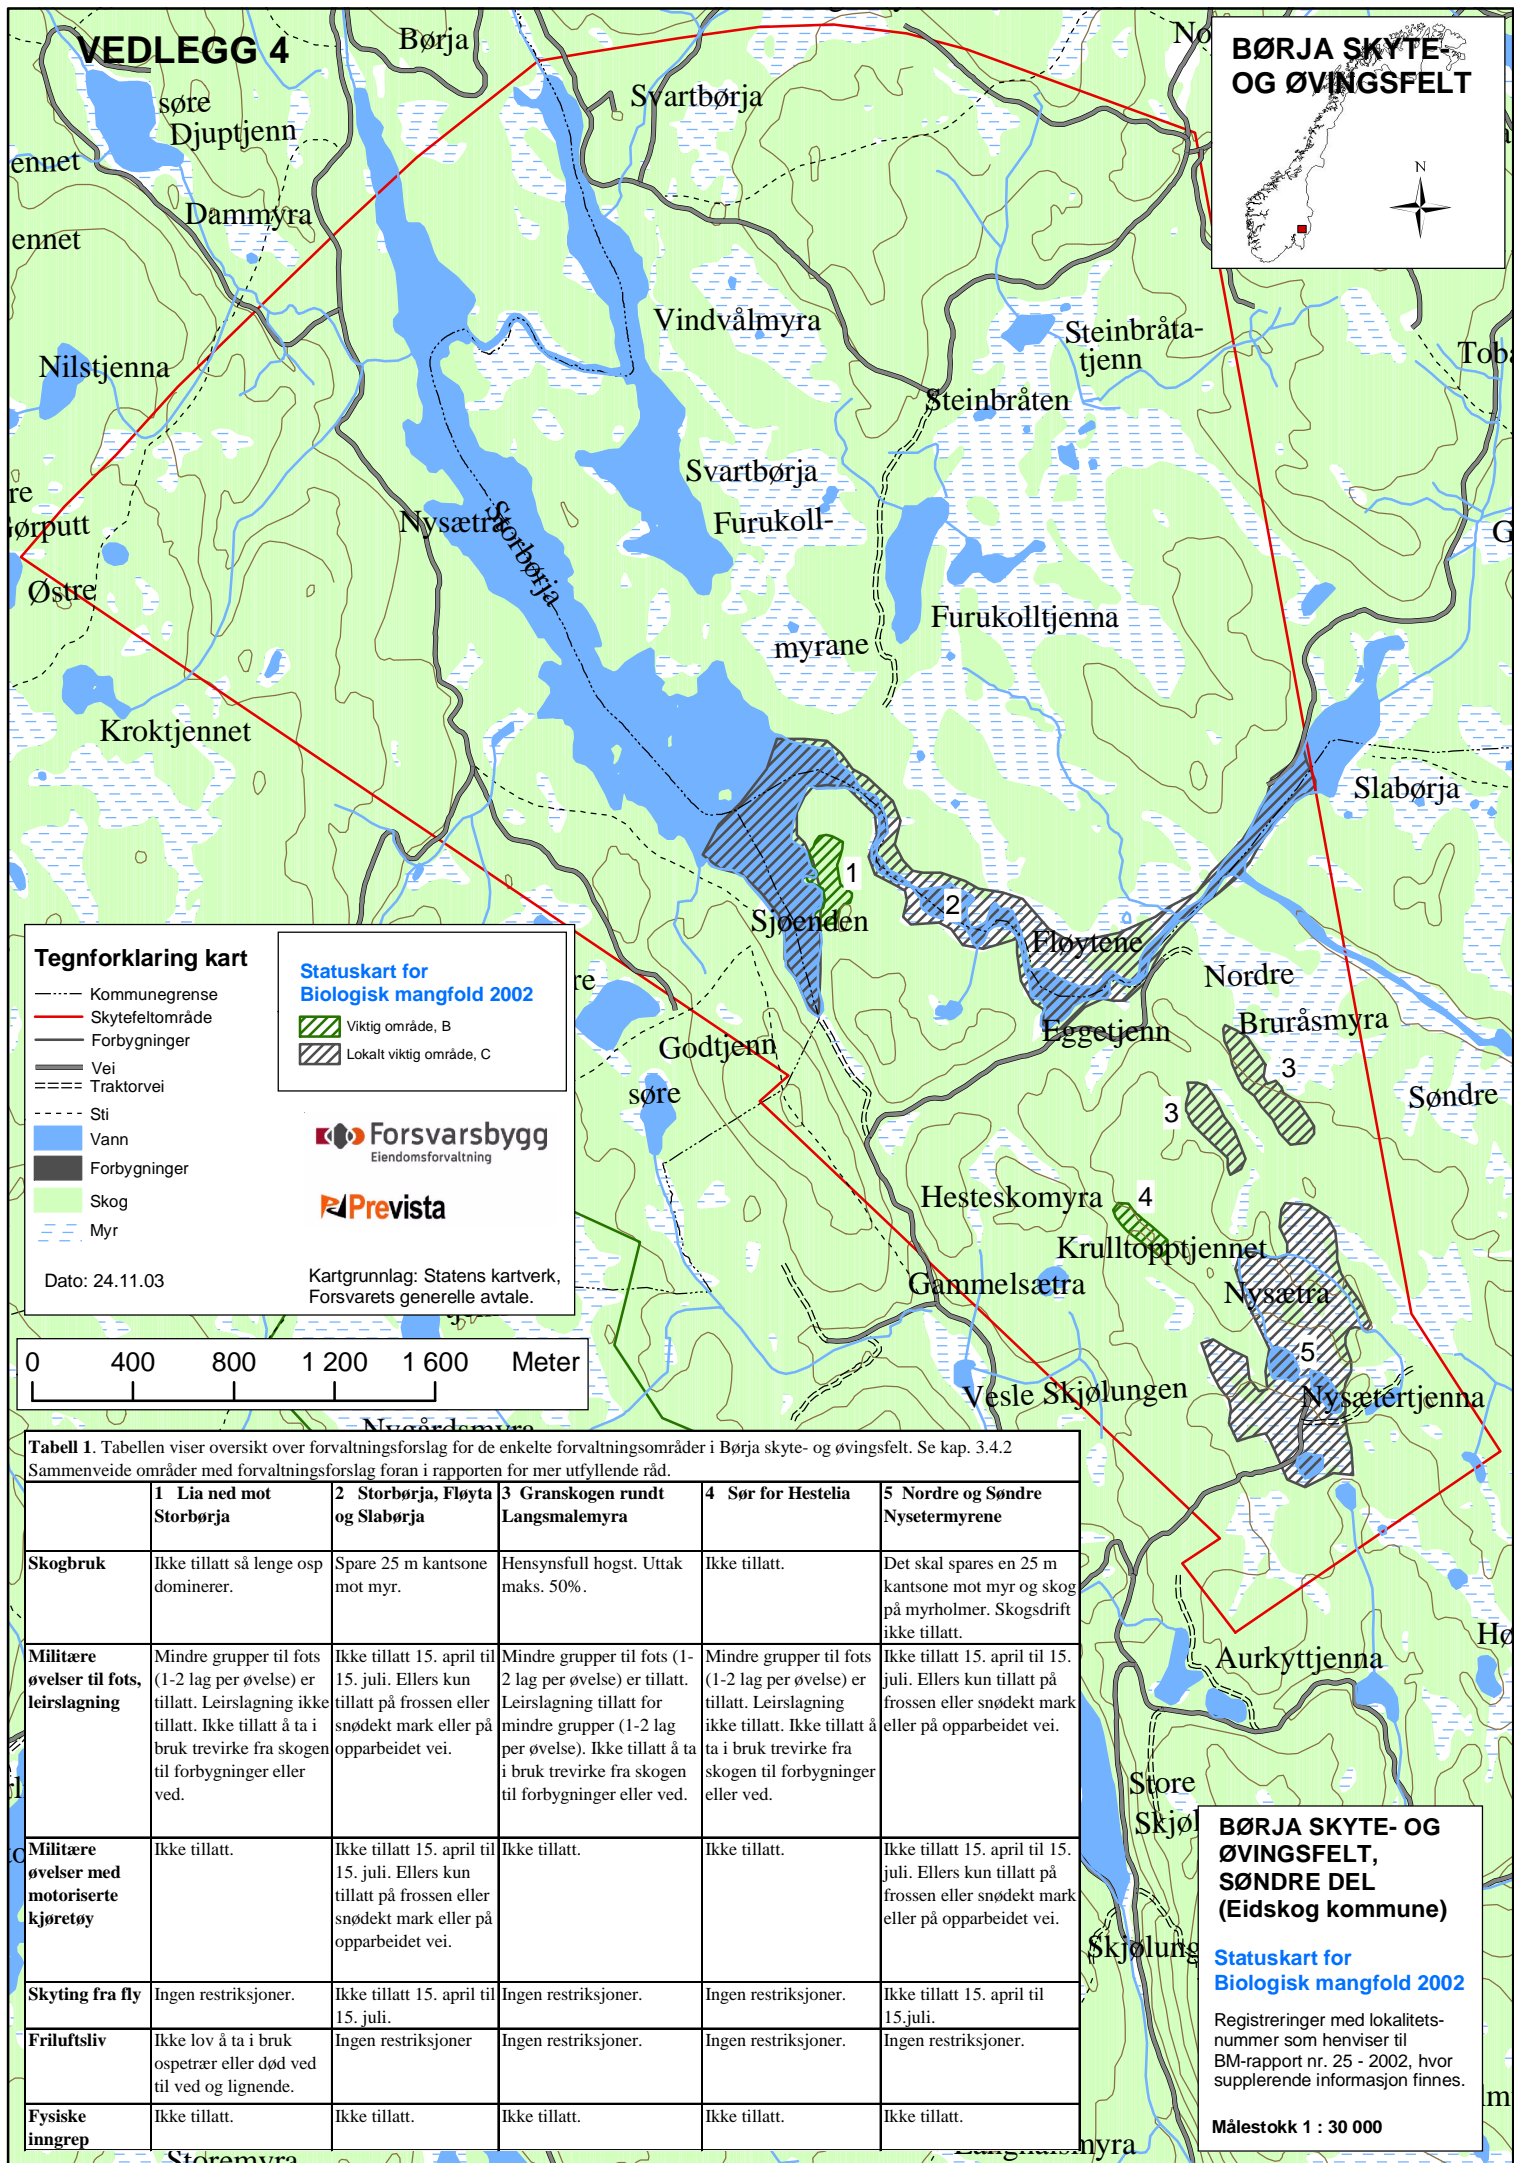 VEDLEGG 4
BØRJA SKYTE-
OG ØVINGSFELT
N
Børja
No
søre
Djuptjenn
Svartbørja
ennet
Dammyra
ennet
Vindvålmyra
Steinbråta-
tjenn
Nilstjenna
Toba
Steinbråten
Svartbørja
re
Nysætra
Storbørja
Furukoll-
ørputt
G
Østre
Furukolltjenna
myrane
Kroktjennet
Slabørja
1
2
Sjøenden
Fløytene
Nordre
re
Bruråsmyra
Eggetjenn
Godtjenn
3
søre
Søndre
3
Hesteskomyra
4
Krulltopptjennet
Gammelsætra
Nysætra
5
Vesle Skjølungen
Nysætertjenna
Nygårdsmyra
Tegnforklaring kart
Kommunegrense
Skytefeltområde
Forbygninger
Vei
Traktorvei
Sti
Vann
Forbygninger
Skog
Myr
Statuskart for
Biologisk mangfold 2002
Viktig område, B
Lokalt viktig område, C
Forsvarsbygg
Eiendomsforvaltning
Prevista
Dato: 24.11.03
Kartgrunnlag: Statens kartverk,
Forsvarets generelle avtale.
0 400 800 1 200 1 600 Meter
Tabell 1. Tabellen viser oversikt over forvaltningsforslag for de enkelte forvaltningsområder i Børja skyte- og øvingsfelt. Se kap. 3.4.2
Sammenveide områder med forvaltningsforslag foran i rapporten for mer utfyllende råd.
1 Lia ned mot
Storbørja
2 Storbørja, Fløyta
og Slabørja
3 Granskogen rundt
Langsmalemyra
4 Sør for Hestelia
5 Nordre og Søndre
Nysetermyrene
Skogbruk
Ikke tillatt så lenge osp
dominerer.
Spare 25 m kantsone
mot myr.
Hensynsfull hogst. Uttak
maks. 50%.
Ikke tillatt.
Det skal spares en 25 m
kantsone mot myr og skog
på myrholmer. Skogsdrift
ikke tillatt.
Militære
øvelser til fots,
leirslagning
Mindre grupper til fots
(1-2 lag per øvelse) er
tillatt. Leirslagning ikke
tillatt. Ikke tillatt å ta i
bruk trevirke fra skogen
til forbygninger eller
ved.
Ikke tillatt 15. april til
15. juli. Ellers kun
tillatt på frossen eller
snødekt mark eller på
opparbeidet vei.
Mindre grupper til fots (1-
2 lag per øvelse) er tillatt.
Leirslagning tillatt for
mindre grupper (1-2 lag
per øvelse). Ikke tillatt å ta
i bruk trevirke fra skogen
til forbygninger eller ved.
Mindre grupper til fots
(1-2 lag per øvelse) er
tillatt. Leirslagning
ikke tillatt. Ikke tillatt å
ta i bruk trevirke fra
skogen til forbygninger
eller ved.
Ikke tillatt 15. april til 15.
juli. Ellers kun tillatt på
frossen eller snødekt mark
eller på opparbeidet vei.
Militære
øvelser med
motoriserte
kjøretøy
Ikke tillatt.
Ikke tillatt 15. april til
15. juli. Ellers kun
tillatt på frossen eller
snødekt mark eller på
opparbeidet vei.
Ikke tillatt.
Ikke tillatt.
Ikke tillatt 15. april til 15.
juli. Ellers kun tillatt på
frossen eller snødekt mark
eller på opparbeidet vei.
Skyting fra fly
Ingen restriksjoner.
Ikke tillatt 15. april til
15. juli.
Ingen restriksjoner.
Ingen restriksjoner.
Ikke tillatt 15. april til
15.juli.
Friluftsliv
Ikke lov å ta i bruk
ospetrær eller død ved
til ved og lignende.
Ingen restriksjoner
Ingen restriksjoner.
Ingen restriksjoner.
Ingen restriksjoner.
Fysiske
inngrep
Ikke tillatt.
Ikke tillatt.
Ikke tillatt.
Ikke tillatt.
Ikke tillatt.
Hø
Aurkyttjenna
Store
Skjøl
Skjølung
Storemyra
BØRJA SKYTE- OG
ØVINGSFELT,
SØNDRE DEL
(Eidskog kommune)
Statuskart for
Biologisk mangfold 2002
Registreringer med lokalitets-
nummer som henviser til
BM-rapport nr. 25 - 2002, hvor
supplerende informasjon finnes.
Målestokk 1 : 30 000